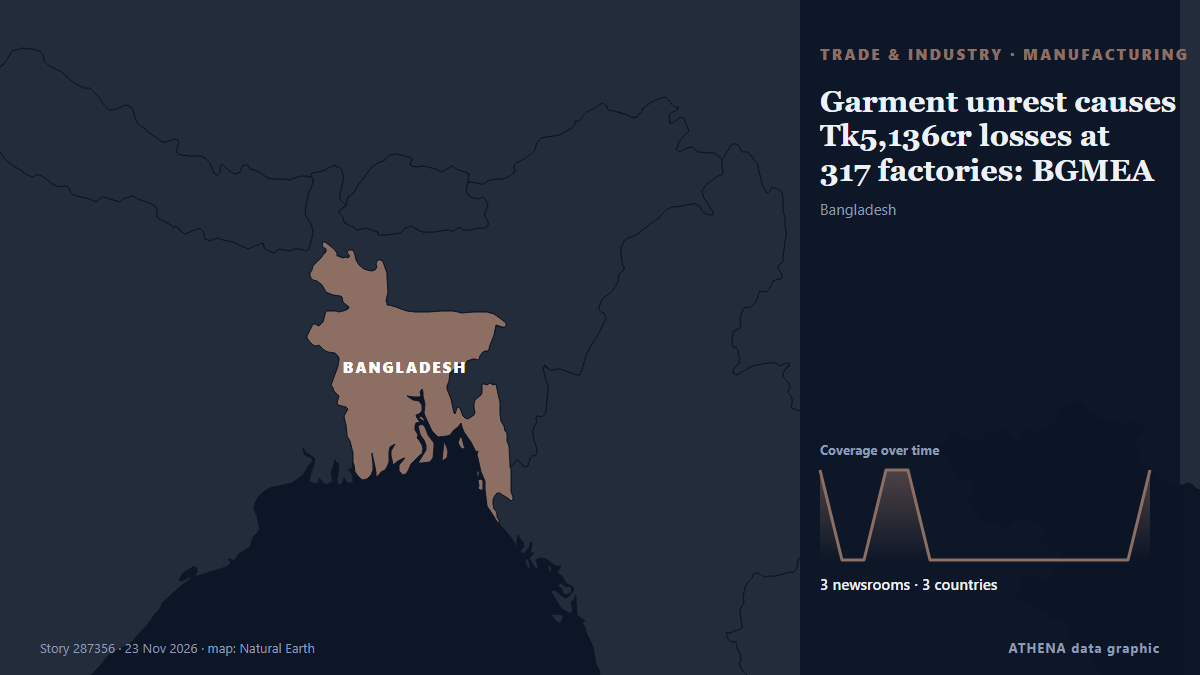 TRADE & INDUSTRY · MANUFACTURING
Garment unrest causes
Tk5,136cr losses at
317 factories: BGMEA
Bangladesh
BANGLADESH
Coverage over time
3 newsrooms · 3 countries
Story 287356 · 23 Nov 2026 · map: Natural Earth
ATHENA data graphic